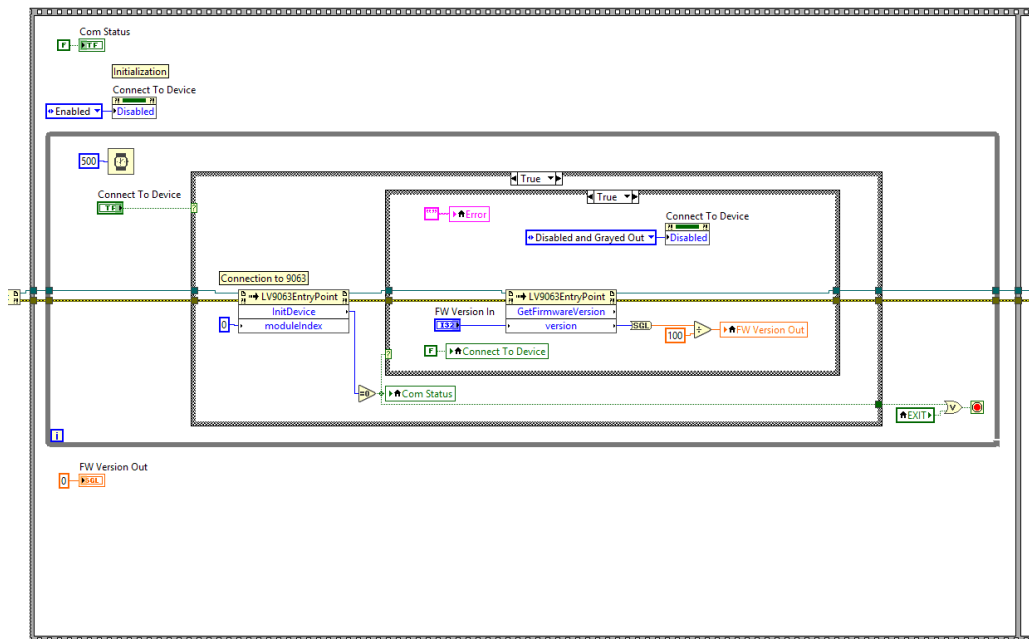 Com Status
F TF
Initialization
Connect To Device
Enabled
Disabled
500
True
True
Connect To Device
TF
Error
Connect To Device
Disabled and Grayed Out
Disabled
Connection to 9063
LV9063EntryPoint
InitDevice
0 moduleIndex
LV9063EntryPoint
FW Version In
GetFirmwareVersion
I32
version
SGL
100
FW Version Out
F
Connect To Device
=0
Com Status
EXIT
V
i
FW Version Out
0 SGL